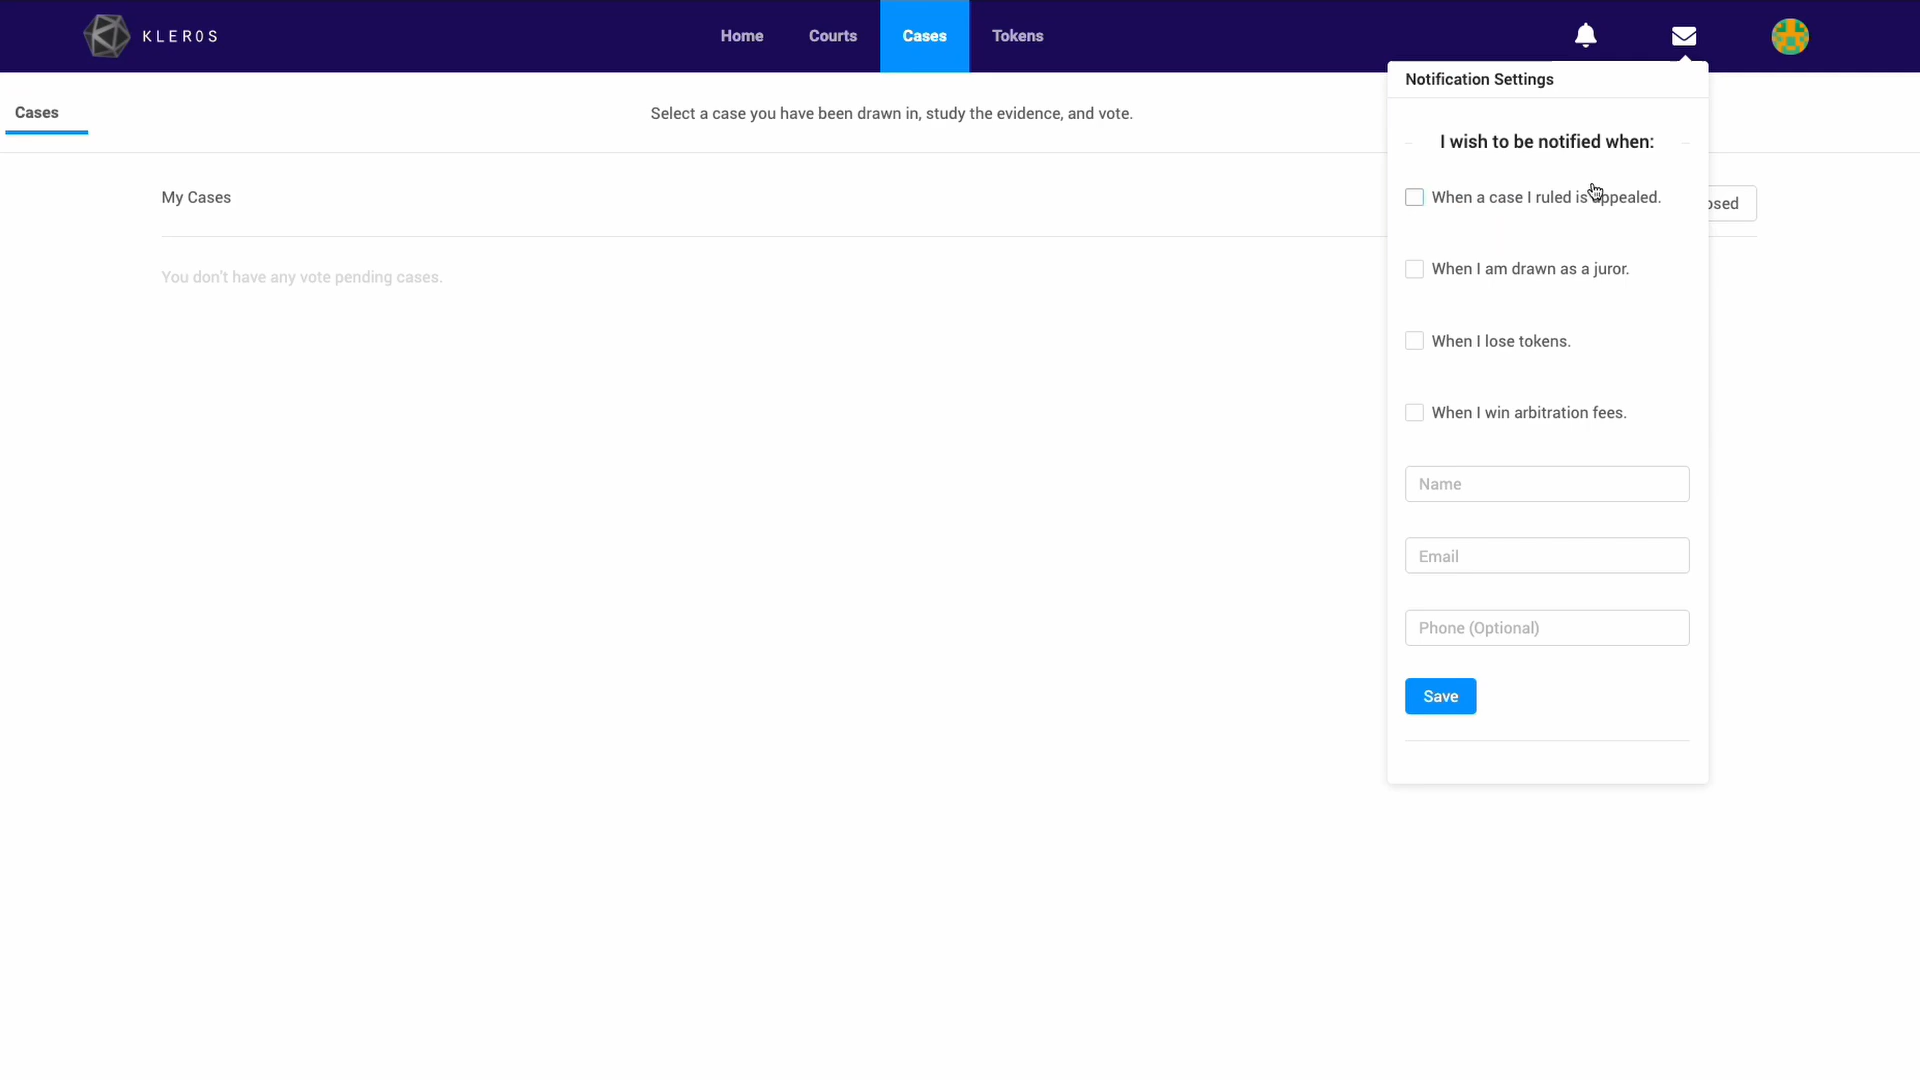 KLEROS
Home
Courts
Cases
Tokens
Notification Settings
Cases
Select a case you have been drawn in, study the evidence, and vote.
I wish to be notified when:
My Cases
When a case I ruled is appealed.
You don't have any vote pending cases.
When I am drawn as a juror.
When I lose tokens.
When I win arbitration fees.
Name
Email
Phone (Optional)
Save